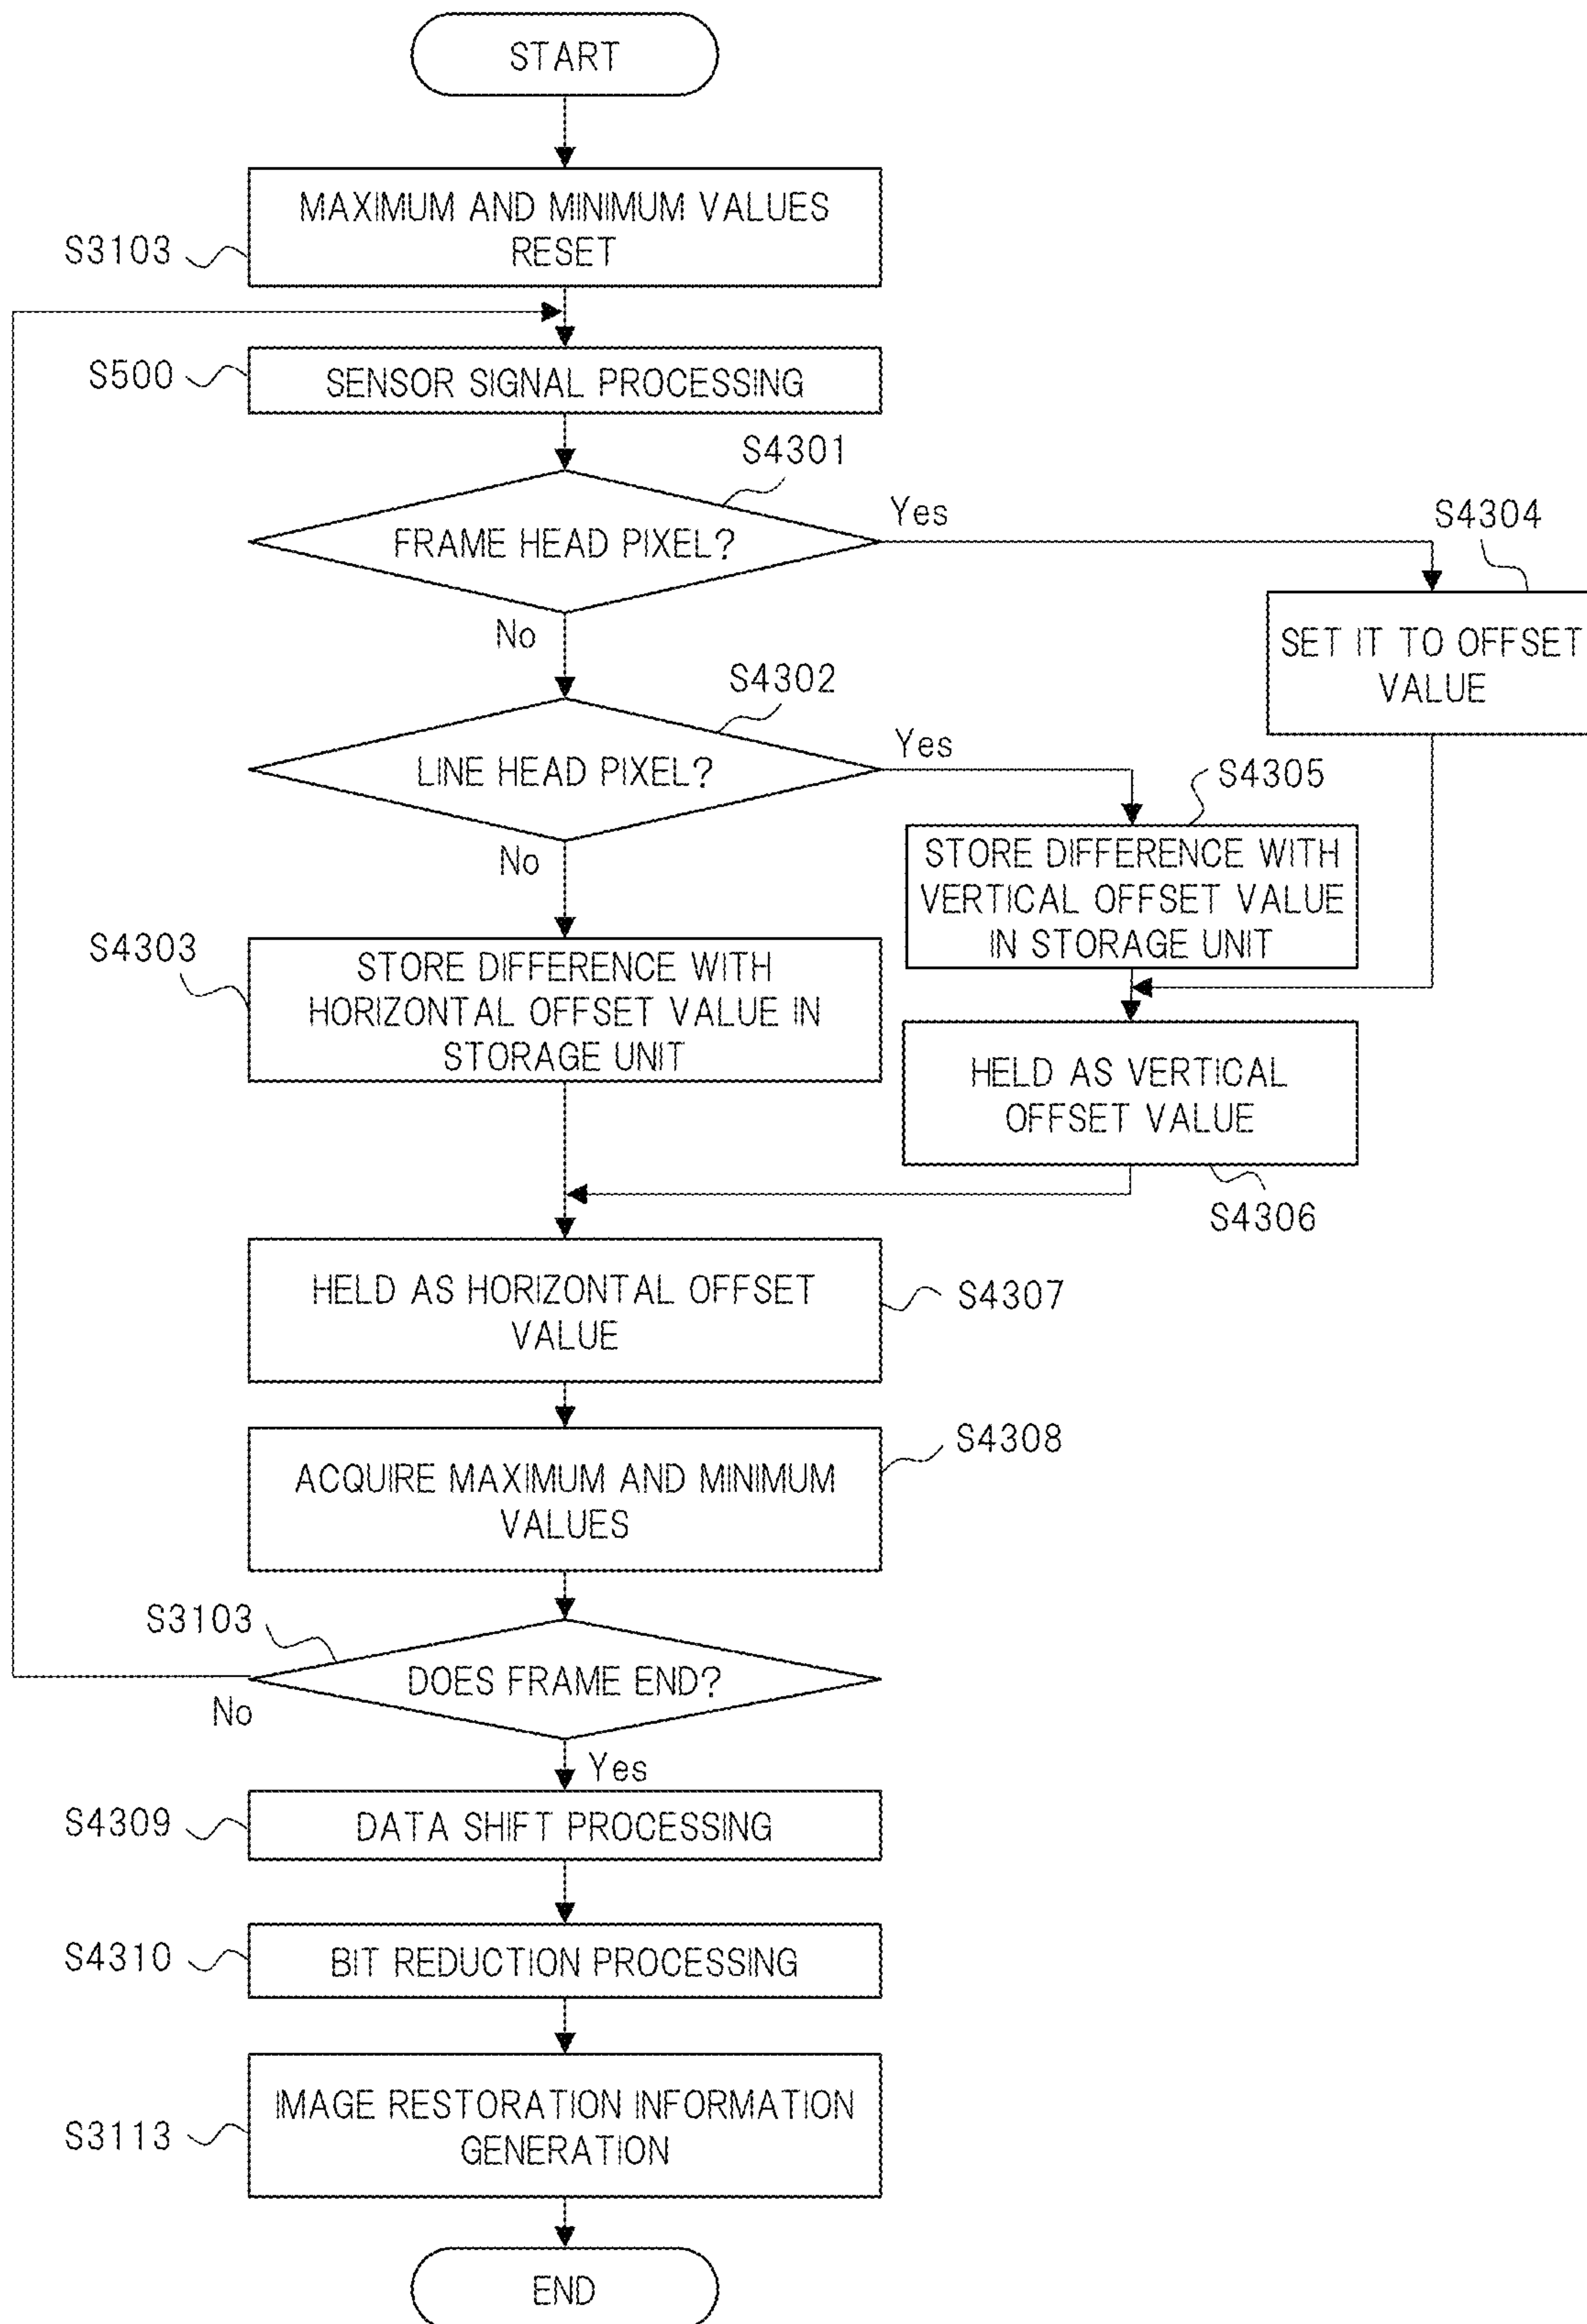 START
MAXIMUM AND MINIMUM VALUES
RESET
S3103
S500
SENSOR SIGNAL PROCESSING
S4301
FRAME HEAD PIXEL?
Yes
S4304
No
SET IT TO OFFSET
VALUE
S4302
LINE HEAD PIXEL?
Yes
S4305
No
STORE DIFFERENCE WITH
VERTICAL OFFSET VALUE
IN STORAGE UNIT
S4303
STORE DIFFERENCE WITH
HORIZONTAL OFFSET VALUE IN
STORAGE UNIT
HELD AS VERTICAL
OFFSET VALUE
S4306
HELD AS HORIZONTAL OFFSET
VALUE
S4307
S4308
ACQUIRE MAXIMUM AND MINIMUM
VALUES
S3103
DOES FRAME END?
No
Yes
S4309
DATA SHIFT PROCESSING
S4310
BIT REDUCTION PROCESSING
IMAGE RESTORATION INFORMATION
GENERATION
S3113
END